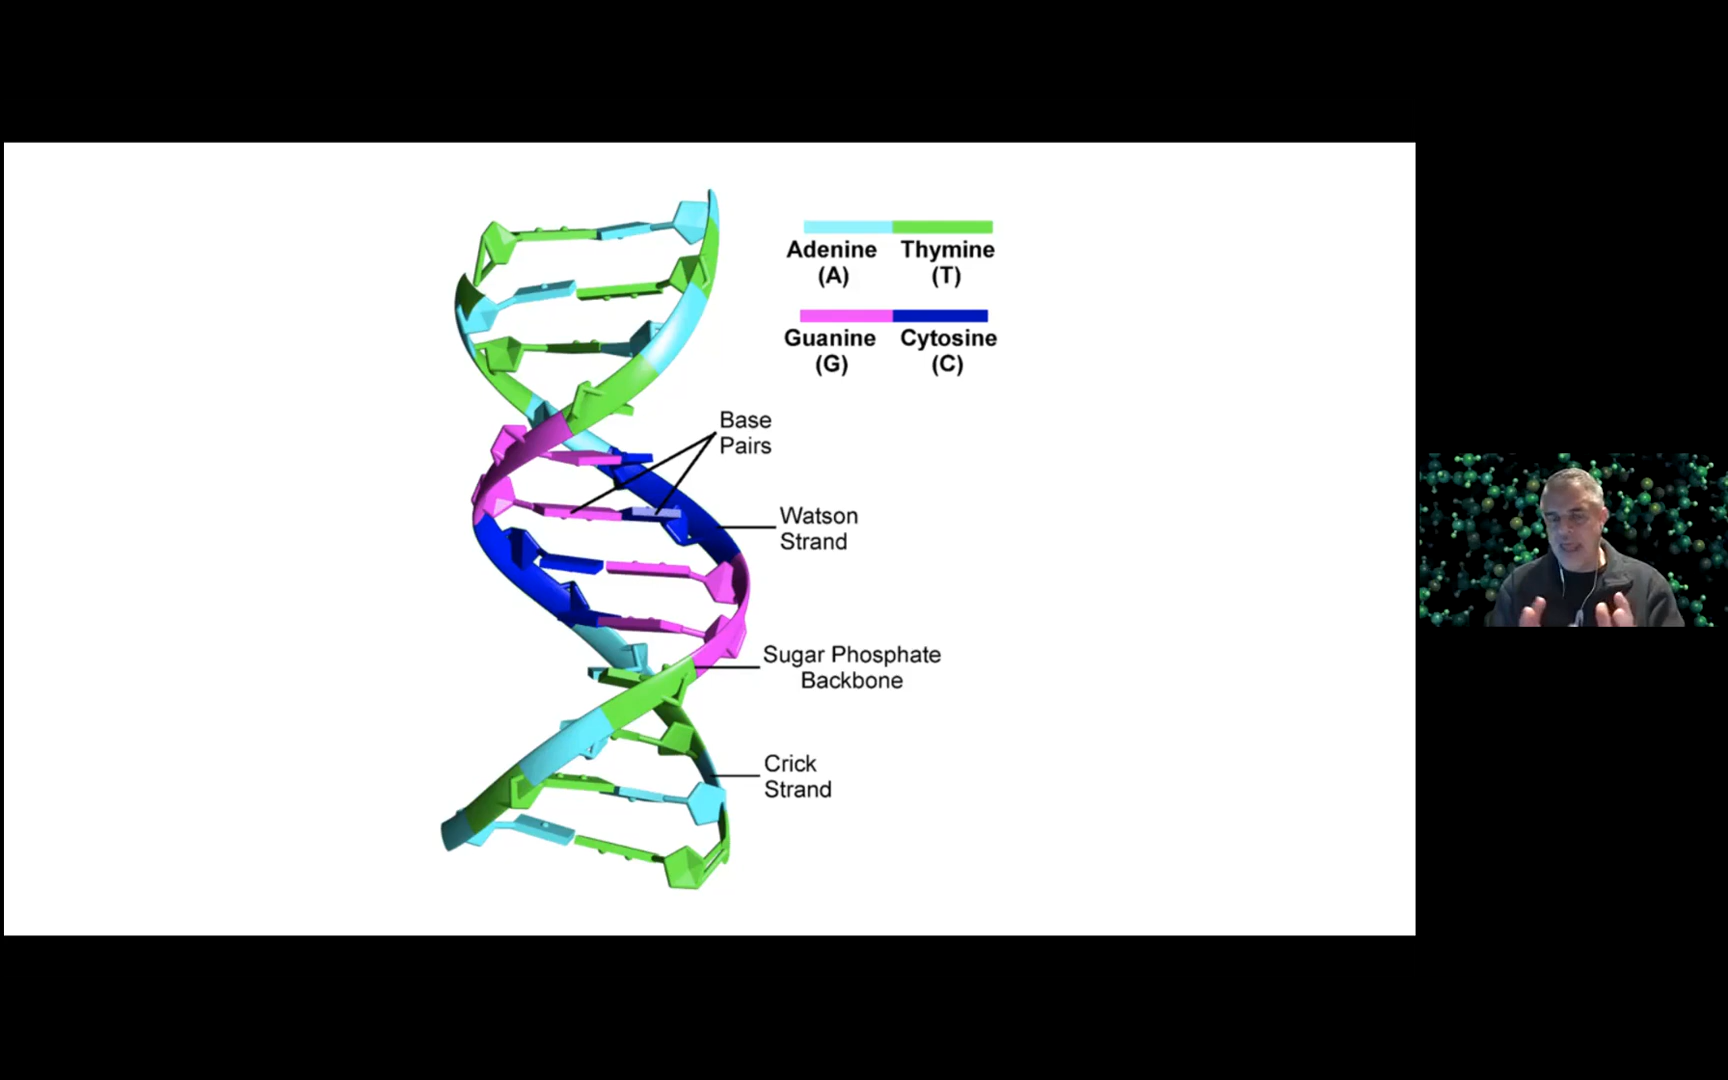 Adenine Thymine
(A) (T)
Guanine Cytosine
(G) (C)
Base
Pairs
Watson
Strand
Sugar Phosphate
Backbone
Crick
Strand